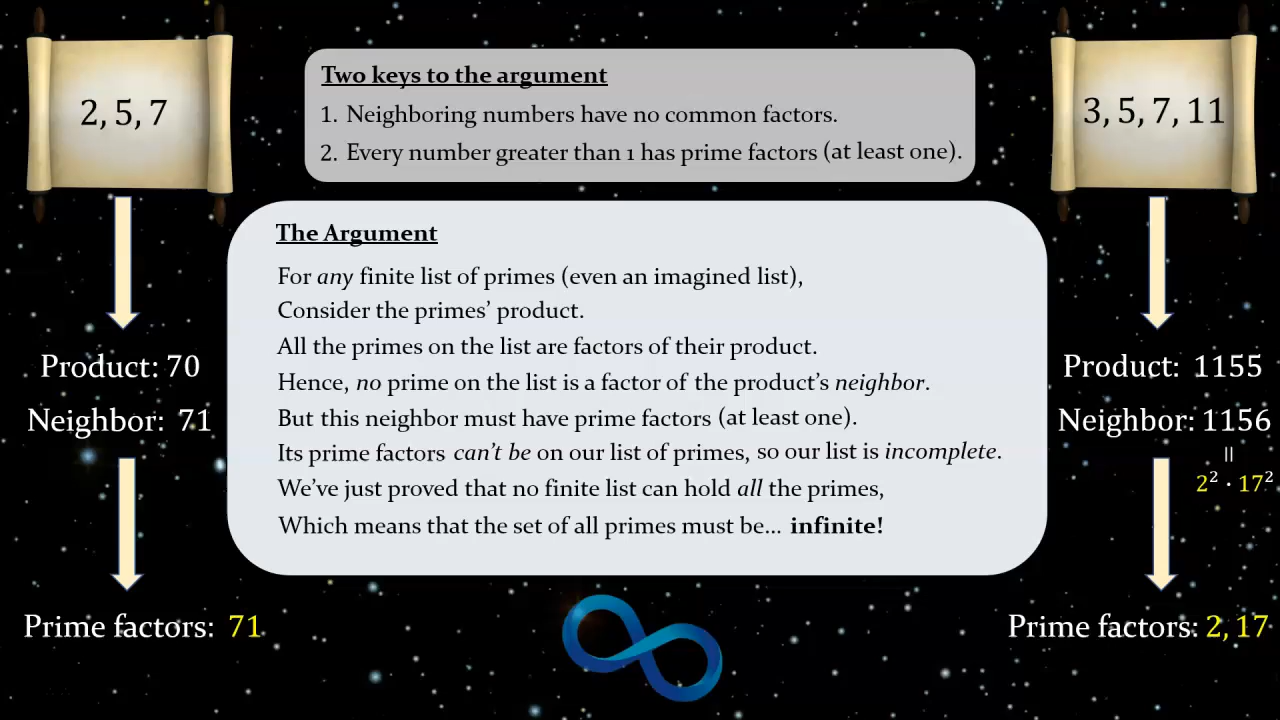 2, 5, 7
Product: 70
Neighbor: 71
Prime factors: 71
Two keys to the argument
1. Neighboring numbers have no common factors.
2. Every number greater than 1 has prime factors (at least one).
The Argument
For any finite list of primes (even an imagined list),
Consider the primes’ product.
All the primes on the list are factors of their product.
Hence, no prime on the list is a factor of the product’s neighbor.
But this neighbor must have prime factors (at least one).
Its prime factors can’t be on our list of primes, so our list is incomplete.
We’ve just proved that no finite list can hold all the primes,
Which means that the set of all primes must be... infinite!
3, 5, 7, 11
Product: 1155
Neighbor: 1156
=
2² · 17²
Prime factors: 2, 17